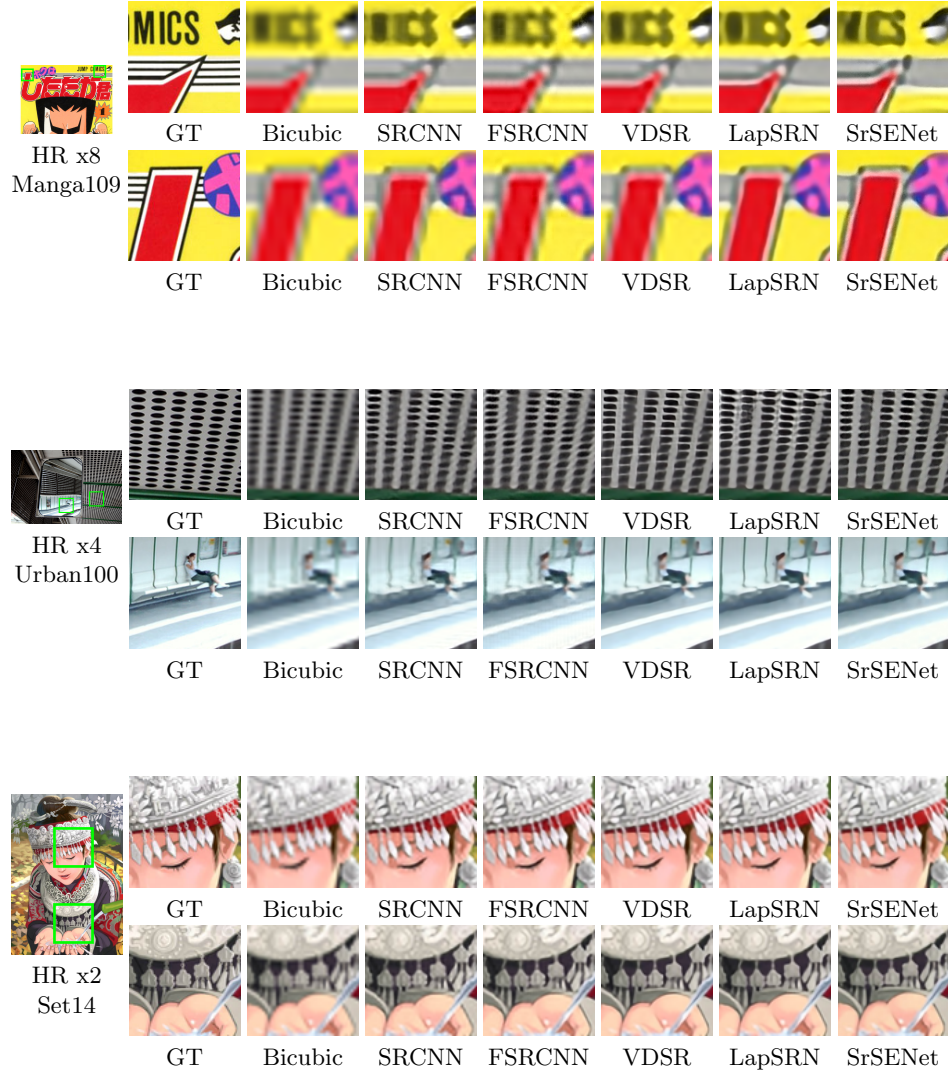 MICS
GT Bicubic SRCNN FSRCNN VDSR LapSRN SrSENet
HR x8
Manga109
GT Bicubic SRCNN FSRCNN VDSR LapSRN SrSENet
GT Bicubic SRCNN FSRCNN VDSR LapSRN SrSENet
HR x4
Urban100
GT Bicubic SRCNN FSRCNN VDSR LapSRN SrSENet
GT Bicubic SRCNN FSRCNN VDSR LapSRN SrSENet
HR x2
Set14
GT Bicubic SRCNN FSRCNN VDSR LapSRN SrSENet